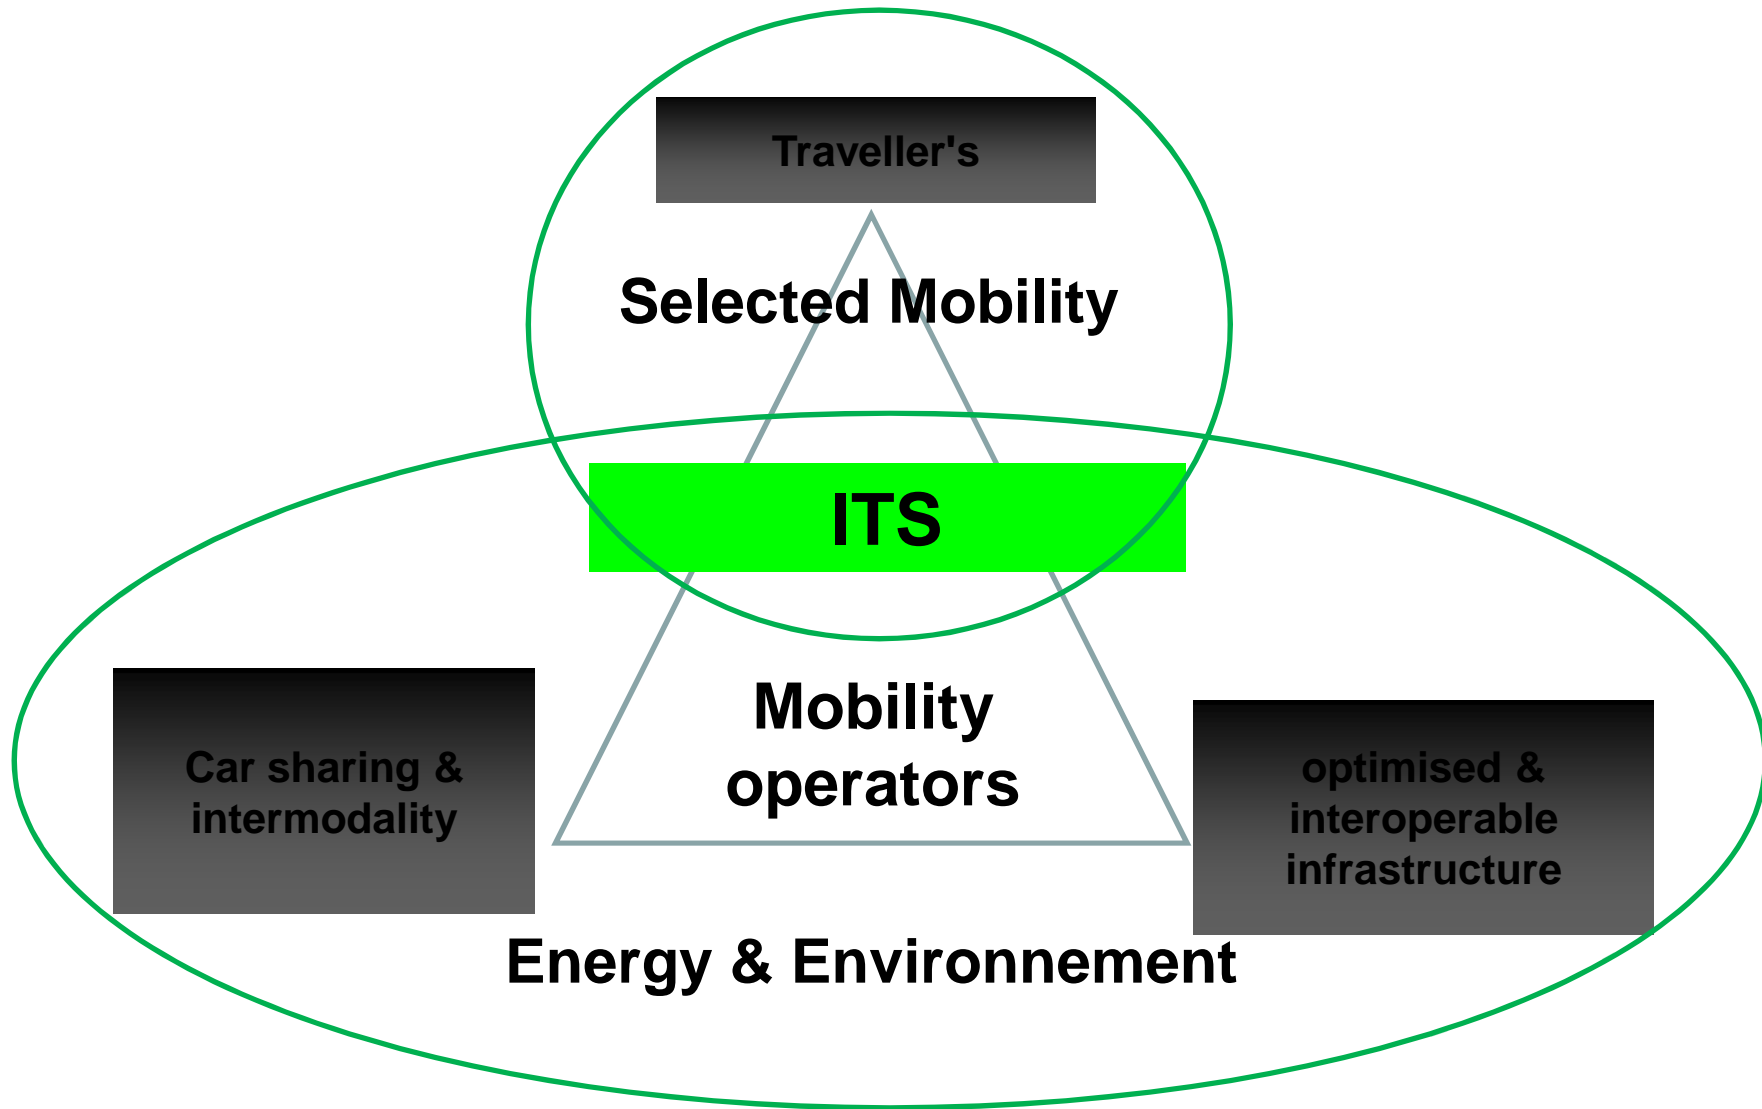 Traveller's
Selected Mobility
ITS
Mobility
operators
Car sharing &
intermodality
optimised &
interoperable
infrastructure
Energy & Environnement